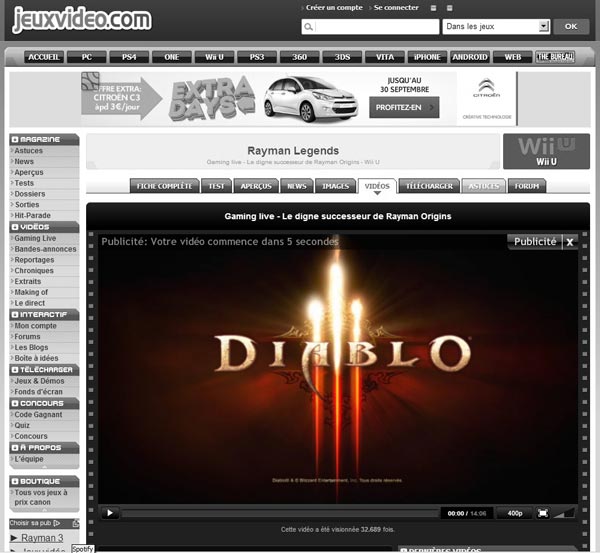 jeuxvideo.com
Créer un compte
Se connecter
Dans les jeux
OK
ACCUEIL
PC
PS4
ONE
Wii U
PS3
360
3DS
VITA
iPHONE
ANDROID
WEB
THE BUREAU
OFFRE EXTRA:
CITROËN C3
àpd 3€/jour
EXTRA
DAYS
JUSQU'AU
30 SEPTEMBRE
PROFITEZ-EN
CITROËN
CRÉATIVE TECHNOLOGIE
MAGAZINE
Astuces
News
Aperçus
Tests
Dossiers
Sorties
Hit-Parade
VIDÉOS
Gaming Live
Bandes-annonces
Reportages
Chroniques
Extraits
Making of
Le direct
INTERACTIF
Mon compte
Forums
Les Blogs
Boîte à idées
TÉLÉCHARGER
Jeux & Démos
Fonds d'écran
CONCOURS
Code Gagnant
Quiz
Concours
À PROPOS
L'équipe
BOUTIQUE
Tous vos jeux à
prix canon
Choisir sa pub
Rayman 3
Spotify
Rayman Legends
Gaming live - Le digne successeur de Rayman Origins - Wii U
WiiU
Wii U
FICHE COMPLÈTE
TEST
APERÇUS
NEWS
IMAGES
VIDÉOS
TÉLÉCHARGER
ASTUCES
FORUM
Gaming live - Le digne successeur de Rayman Origins
Publicité: Votre vidéo commence dans 5 secondes
Publicité X
DIABLO
Diablo® & © Blizzard Entertainment, Inc. Tous droits réservés.
00:00 / 14:06
400p
Cette vidéo a été visionnée 32.689 fois.